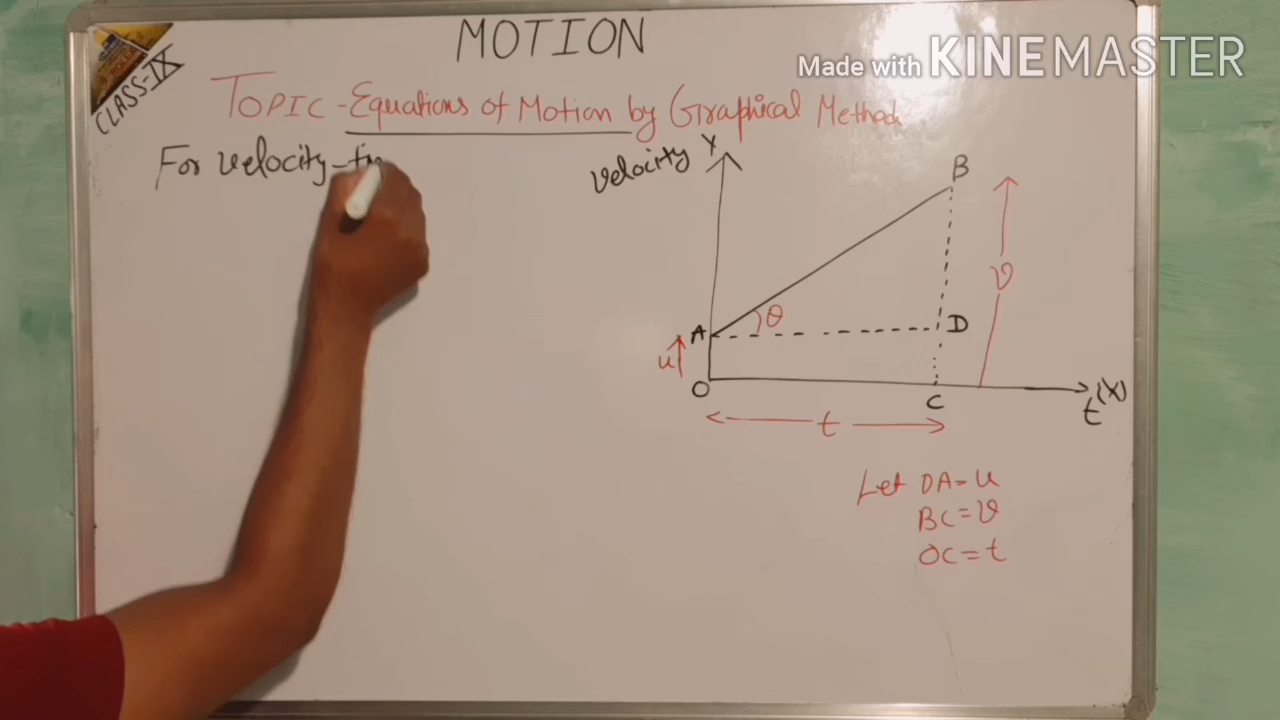 MOTION
Made with KINEMASTER
CLASS-IX
TOPIC - Equations of Motion by Graphical Method
For velocity-
velocity Y
B
v
θ
A
D
u
O
C
t (X)
t
Let OA = u
BC = v
OC = t